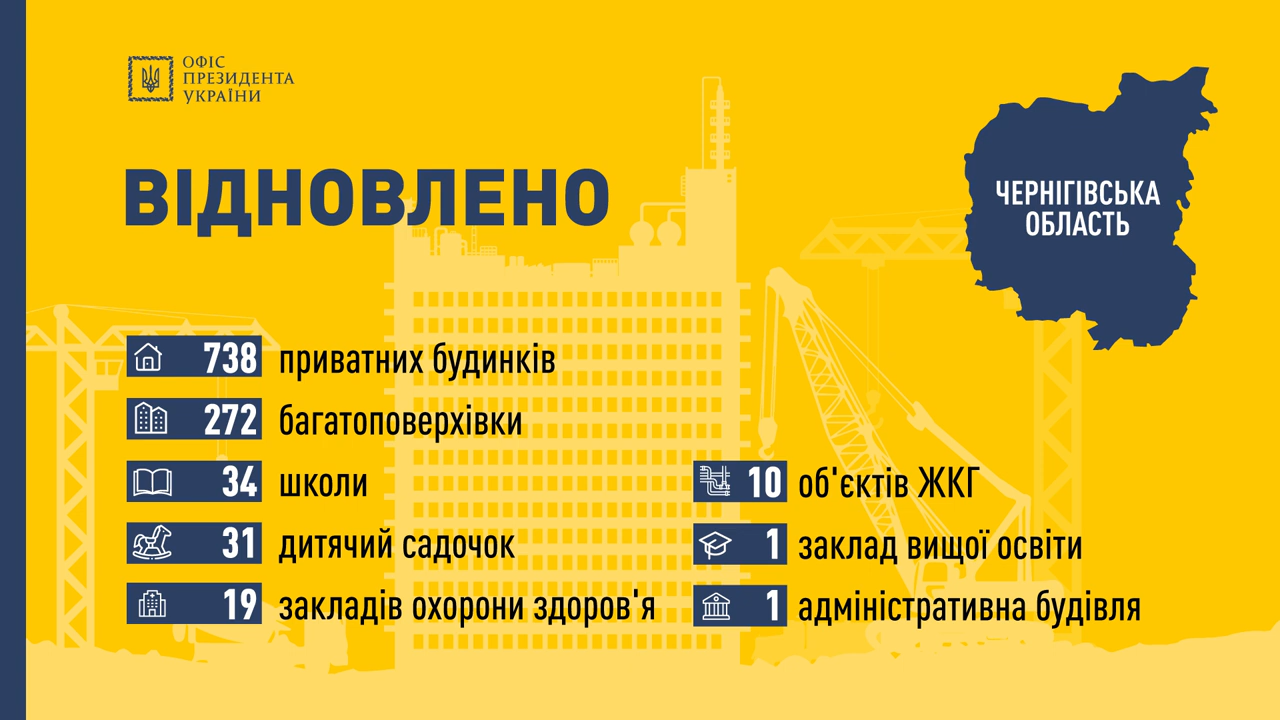 ОФІС
ПРЕЗИДЕНТА
УКРАЇНИ
ВІДНОВЛЕНО
ЧЕРНІГІВСЬКА
ОБЛАСТЬ
738 приватних будинків
272 багатоповерхівки
34 школи
31 дитячий садочок
19 закладів охорони здоров'я
10 об'єктів ЖКГ
1 заклад вищої освіти
1 адміністративна будівля